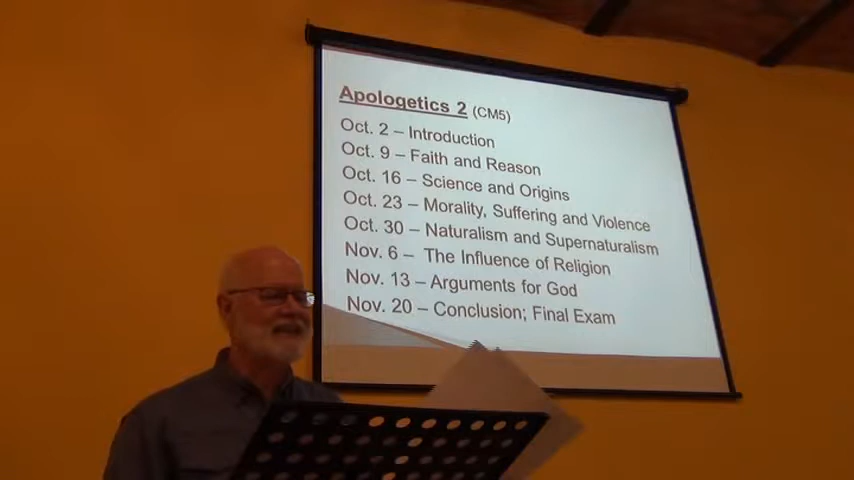 Apologetics 2 (CM5)
Oct. 2 – Introduction
Oct. 9 – Faith and Reason
Oct. 16 – Science and Origins
Oct. 23 – Morality, Suffering and Violence
Oct. 30 – Naturalism and Supernaturalism
Nov. 6 – The Influence of Religion
Nov. 13 – Arguments for God
Nov. 20 – Conclusion; Final Exam